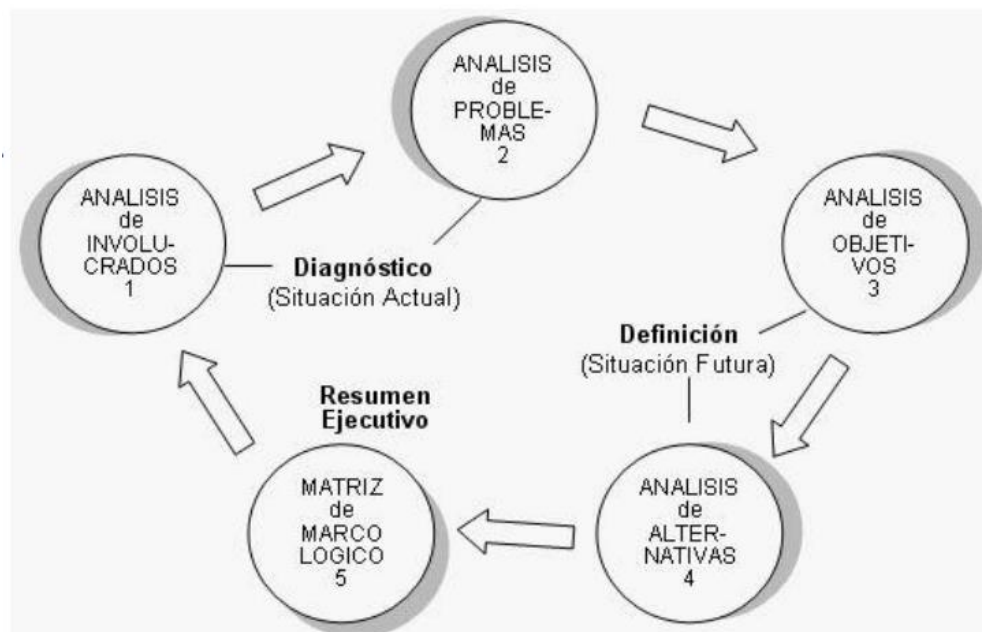 ANALISIS
de
PROBLE-
MAS
2
ANALISIS
de
INVOLU-
CRADOS
1
ANALISIS
de
OBJETI-
VOS
3
Diagnóstico
(Situación Actual)
Definición
(Situación Futura)
Resumen
Ejecutivo
MATRIZ
de
MARCO
LOGICO
5
ANALISIS
de
ALTER-
NATIVAS
4